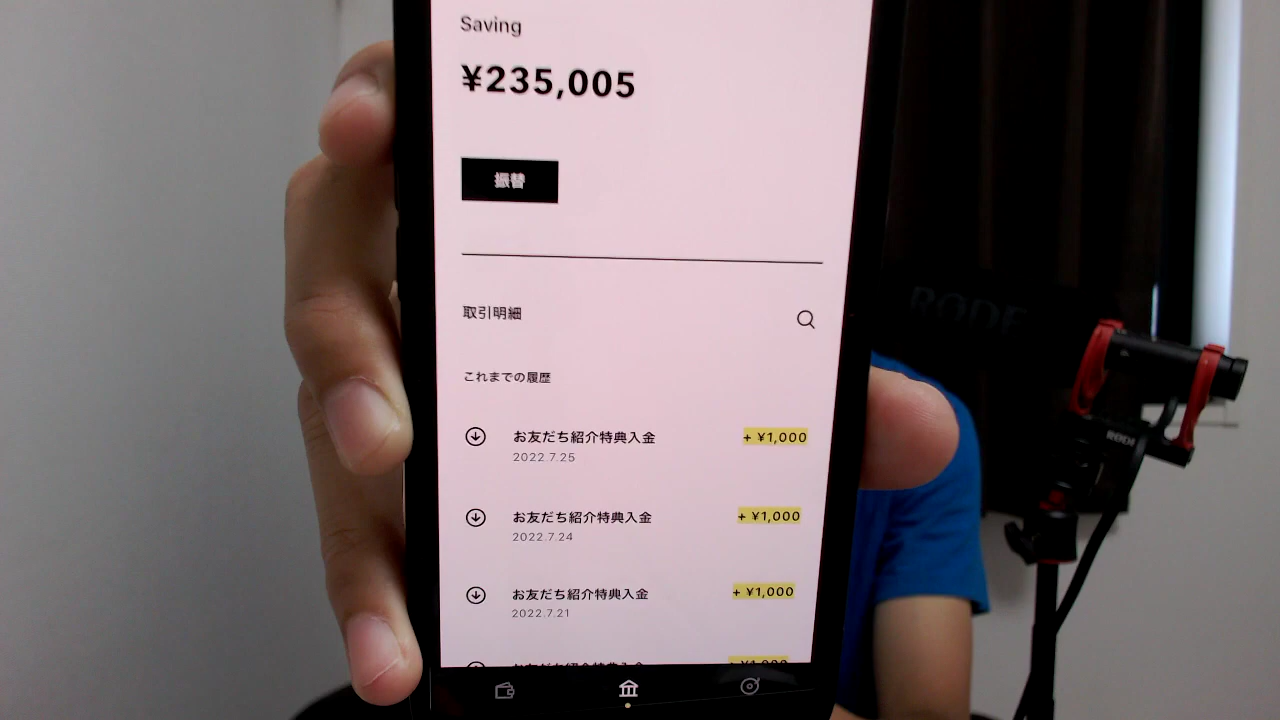 Saving
¥235,005
振替
取引明細
これまでの履歴
お友だち紹介特典入金 + ¥1,000
2022.7.25
お友だち紹介特典入金 + ¥1,000
2022.7.24
お友だち紹介特典入金 + ¥1,000
2022.7.21
RODE